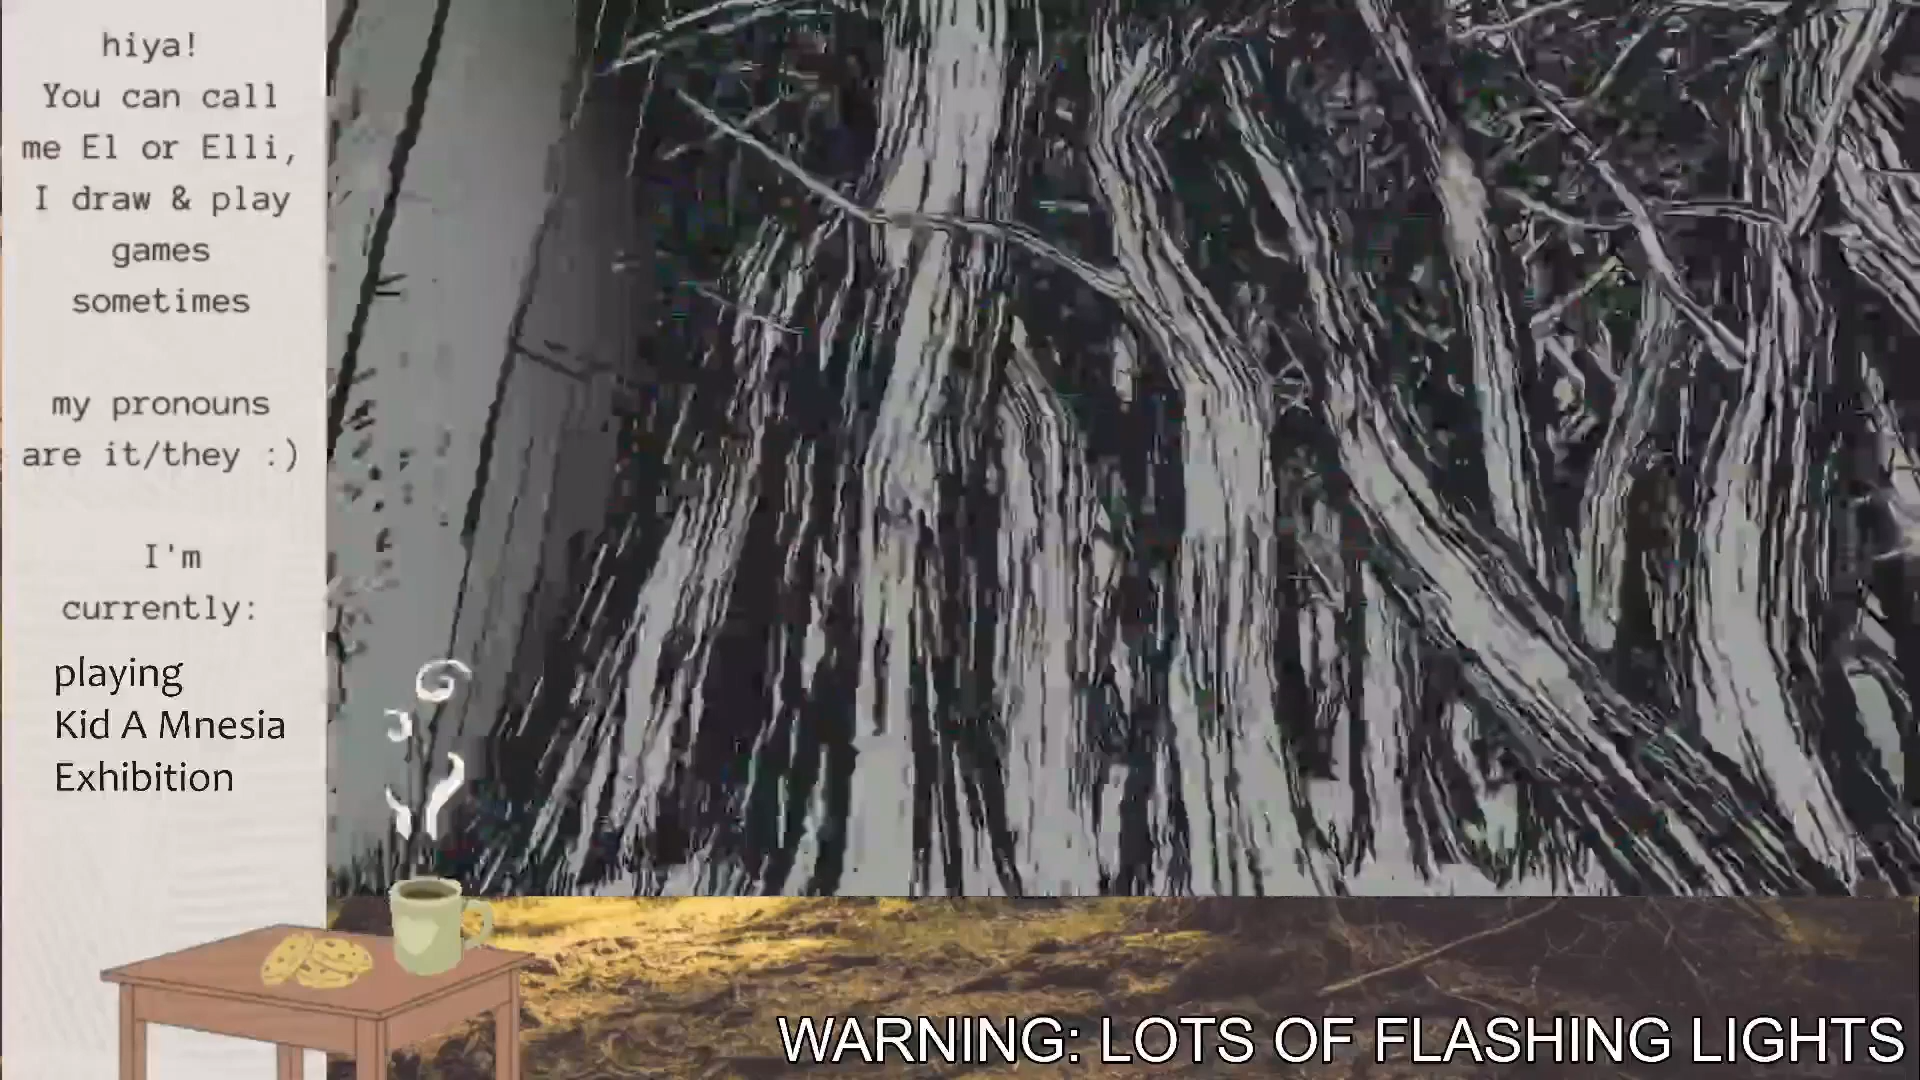 hiya!
You can call
me El or Elli,
I draw & play
games
sometimes
my pronouns
are it/they :)
I'm
currently:
playing
Kid A Mnesia
Exhibition
WARNING: LOTS OF FLASHING LIGHTS